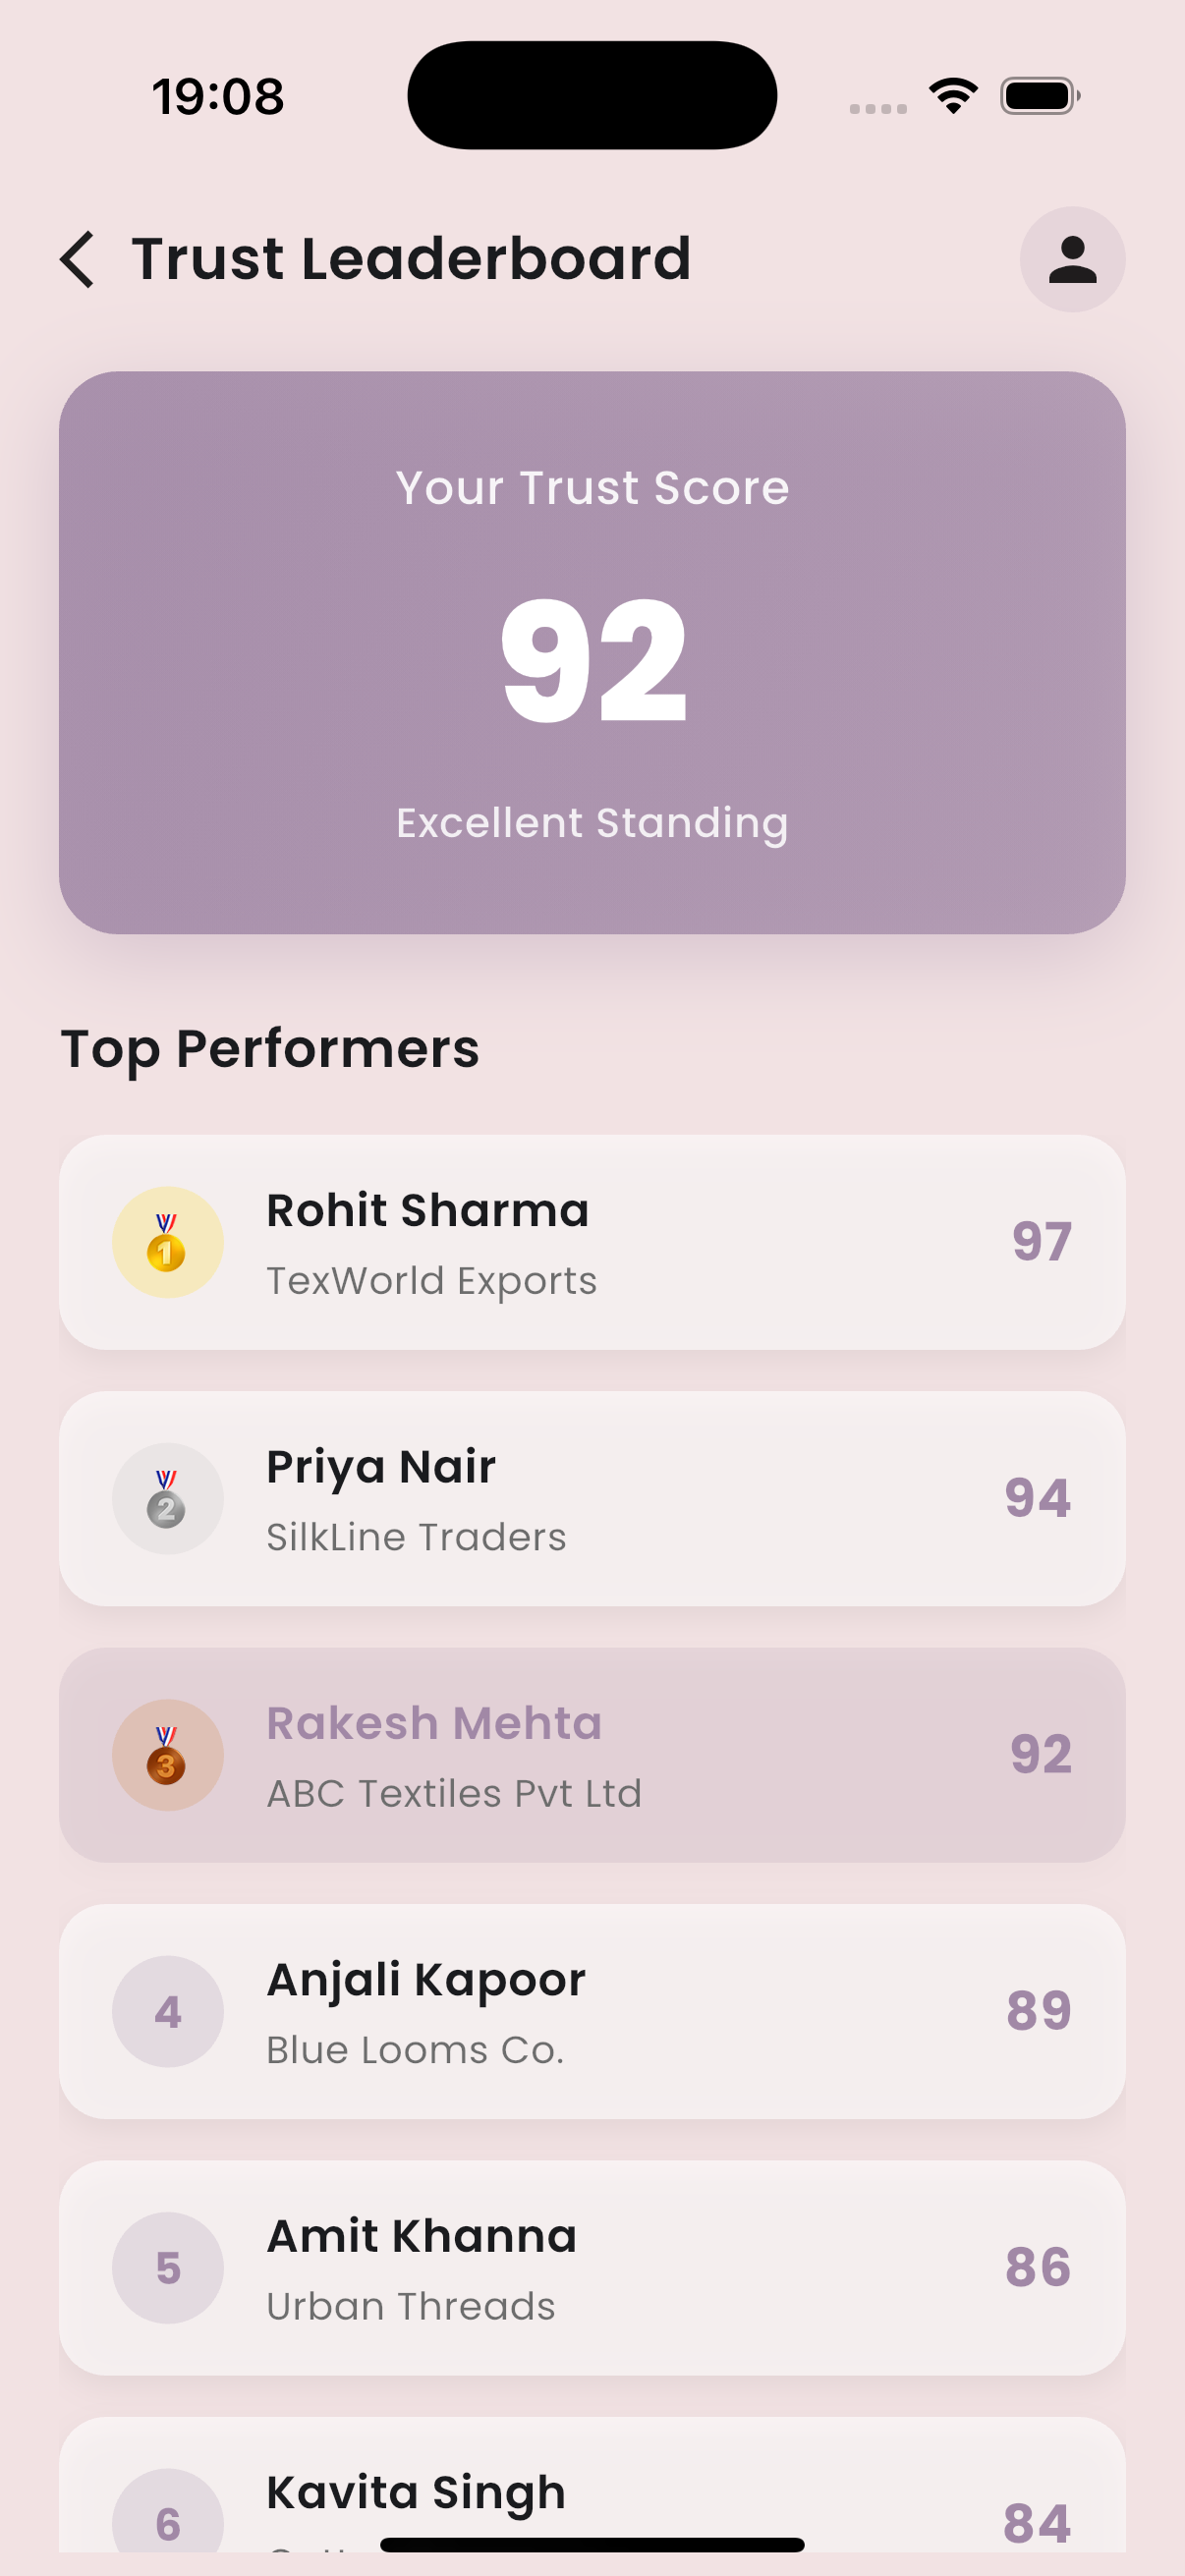 19:08
Trust Leaderboard
Your Trust Score
92
Excellent Standing
Top Performers
1
Rohit Sharma
97
TexWorld Exports
2
Priya Nair
94
SilkLine Traders
3
Rakesh Mehta
92
ABC Textiles Pvt Ltd
4
Anjali Kapoor
89
Blue Looms Co.
5
Amit Khanna
86
Urban Threads
6
Kavita Singh
84